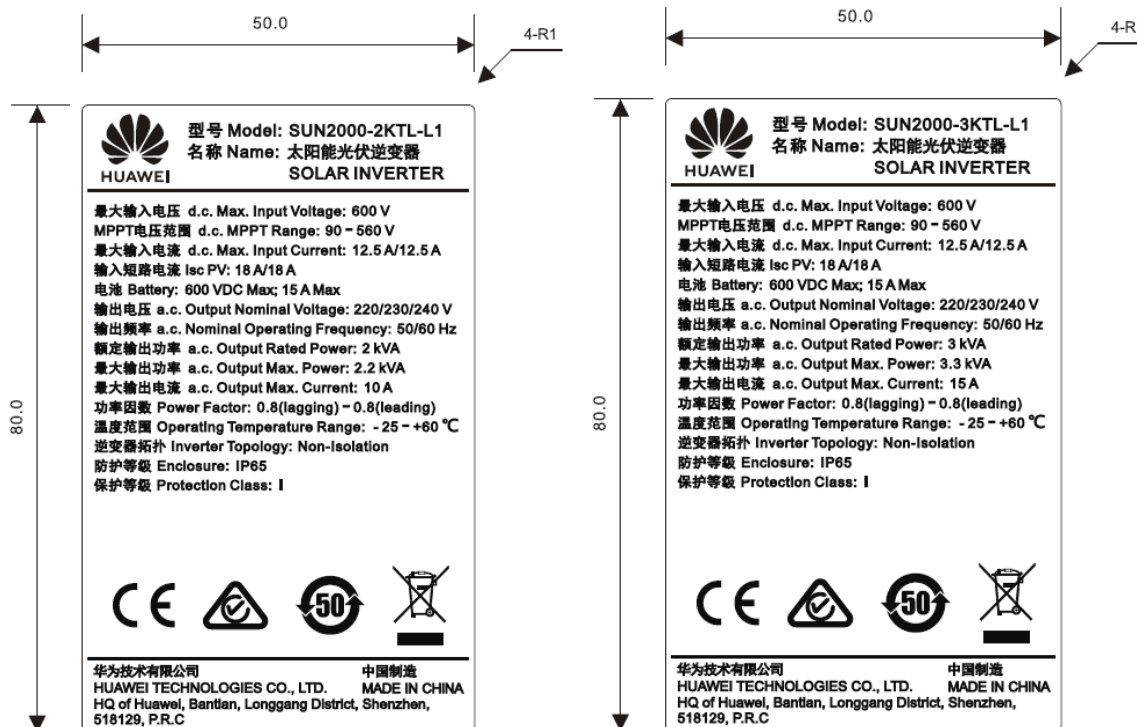 50.0
4-R1
80.0
HUAWEI
型号 Model: SUN2000-2KTL-L1
名称 Name: 太阳能光伏逆变器
SOLAR INVERTER
最大输入电压 d.c. Max. Input Voltage: 600 V
MPPT电压范围 d.c. MPPT Range: 90 - 560 V
最大输入电流 d.c. Max. Input Current: 12.5 A/12.5 A
输入短路电流 Isc PV: 18 A/18 A
电池 Battery: 600 VDC Max; 15 A Max
输出电压 a.c. Output Nominal Voltage: 220/230/240 V
输出频率 a.c. Nominal Operating Frequency: 50/60 Hz
额定输出功率 a.c. Output Rated Power: 2 kVA
最大输出功率 a.c. Output Max. Power: 2.2 kVA
最大输出电流 a.c. Output Max. Current: 10 A
功率因数 Power Factor: 0.8(lagging) - 0.8(leading)
温度范围 Operating Temperature Range: - 25 - +60 ℃
逆变器拓扑 Inverter Topology: Non-Isolation
防护等级 Enclosure: IP65
保护等级 Protection Class: I
CE
50
华为技术有限公司 中国制造
HUAWEI TECHNOLOGIES CO., LTD. MADE IN CHINA
HQ of Huawei, Bantian, Longgang District, Shenzhen,
518129, P.R.C
50.0
4-R
80.0
HUAWEI
型号 Model: SUN2000-3KTL-L1
名称 Name: 太阳能光伏逆变器
SOLAR INVERTER
最大输入电压 d.c. Max. Input Voltage: 600 V
MPPT电压范围 d.c. MPPT Range: 90 - 560 V
最大输入电流 d.c. Max. Input Current: 12.5 A/12.5 A
输入短路电流 Isc PV: 18 A/18 A
电池 Battery: 600 VDC Max; 15 A Max
输出电压 a.c. Output Nominal Voltage: 220/230/240 V
输出频率 a.c. Nominal Operating Frequency: 50/60 Hz
额定输出功率 a.c. Output Rated Power: 3 kVA
最大输出功率 a.c. Output Max. Power: 3.3 kVA
最大输出电流 a.c. Output Max. Current: 15 A
功率因数 Power Factor: 0.8(lagging) - 0.8(leading)
温度范围 Operating Temperature Range: - 25 - +60 ℃
逆变器拓扑 Inverter Topology: Non-Isolation
防护等级 Enclosure: IP65
保护等级 Protection Class: I
CE
50
华为技术有限公司 中国制造
HUAWEI TECHNOLOGIES CO., LTD. MADE IN CHINA
HQ of Huawei, Bantian, Longgang District, Shenzhen,
518129, P.R.C